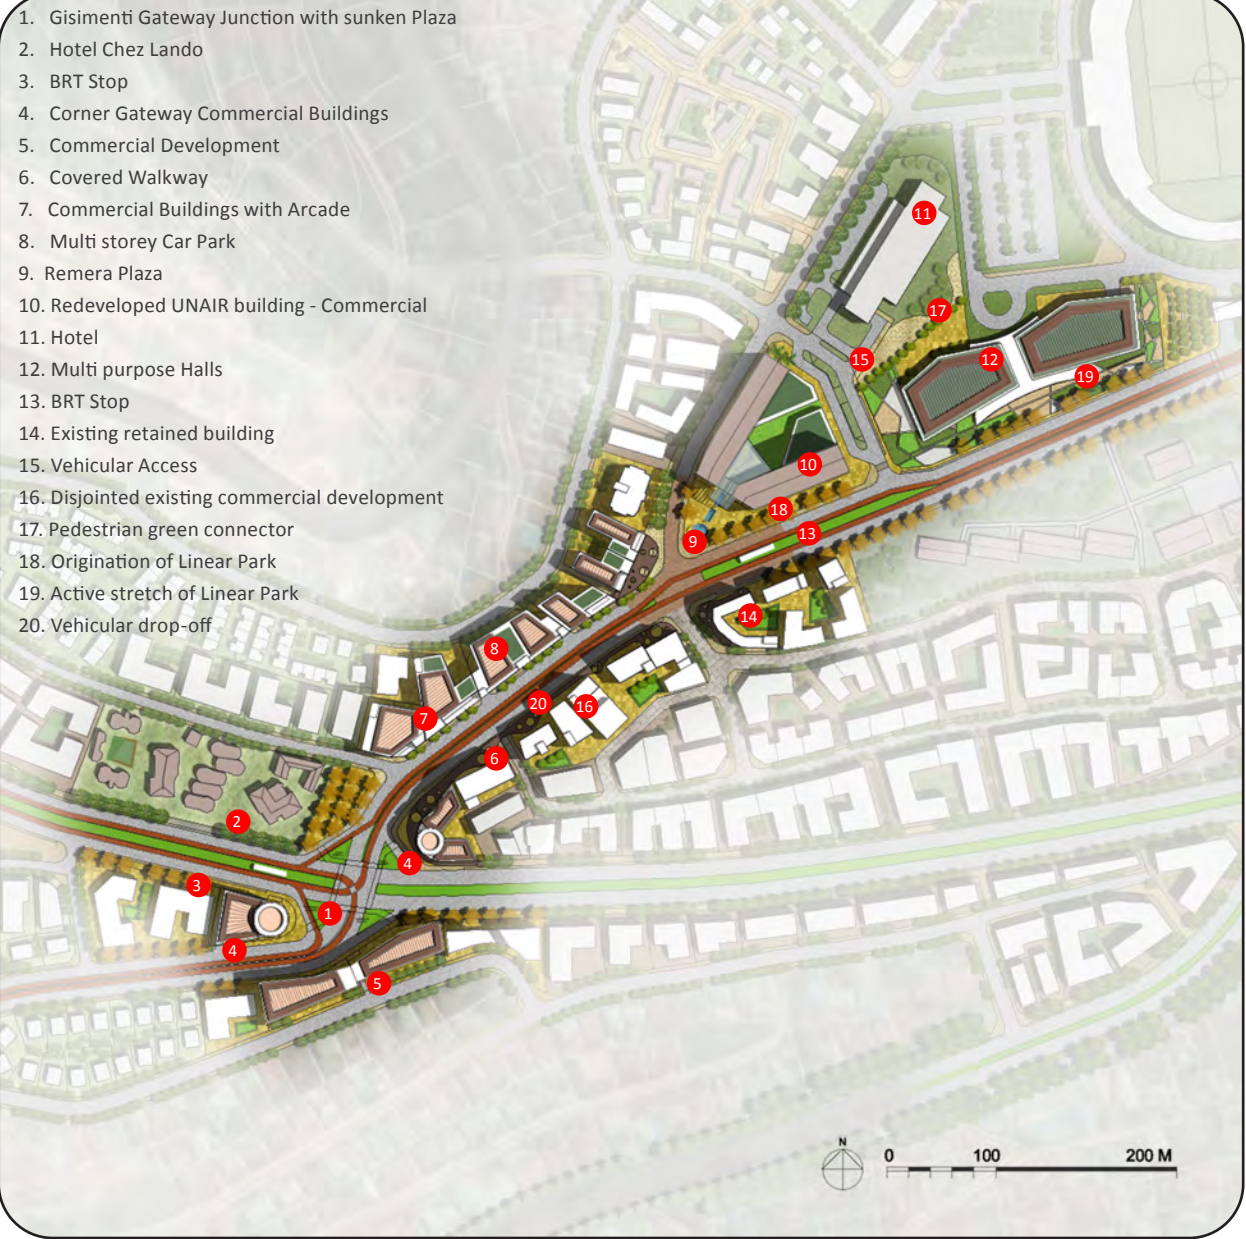 1. Gisimenti Gateway Junction with sunken Plaza
2. Hotel Chez Lando
3. BRT Stop
4. Corner Gateway Commercial Buildings
5. Commercial Development
6. Covered Walkway
7. Commercial Buildings with Arcade
8. Multi storey Car Park
9. Remera Plaza
10. Redeveloped UNAIR building - Commercial
11. Hotel
12. Multi purpose Halls
13. BRT Stop
14. Existing retained building
15. Vehicular Access
16. Disjointed existing commercial development
17. Pedestrian green connector
18. Origination of Linear Park
19. Active stretch of Linear Park
20. Vehicular drop-off
11
17
15
12
19
10
18
13
9
14
8
20
16
7
6
2
4
3
1
4
5
N
0 100 200 M